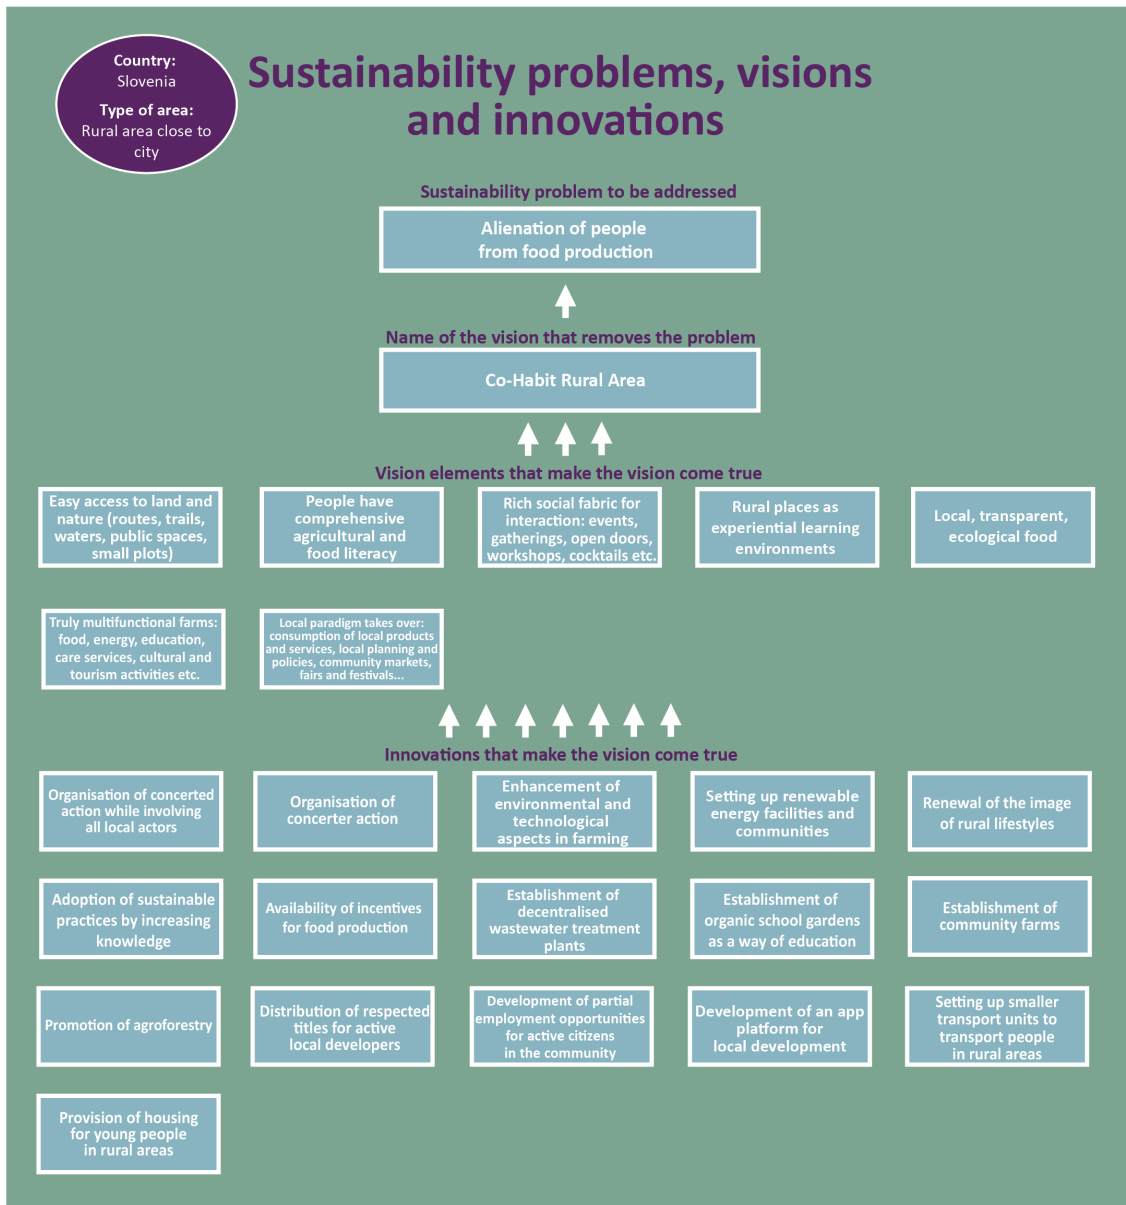 Country:
Slovenia
Type of area:
Rural area close to
city
Sustainability problems, visions
and innovations
Sustainability problem to be addressed
Alienation of people
from food production
Name of the vision that removes the problem
Co-Habit Rural Area
Vision elements that make the vision come true
Easy access to land and
nature (routes, trails,
waters, public spaces,
small plots)
People have
comprehensive
agricultural and
food literacy
Rich social fabric for
interaction: events,
gatherings, open doors,
workshops, cocktails etc.
Rural places as
experiential learning
environments
Local, transparent,
ecological food
Truly multifunctional farms:
food, energy, education,
care services, cultural and
tourism activities etc.
Local paradigm takes over:
consumption of local products
and services, local planning and
policies, community markets,
fairs and festivals...
Innovations that make the vision come true
Organisation of concerted
action while involving
all local actors
Organisation of
concerter action
Enhancement of
environmental and
technological
aspects in farming
Setting up renewable
energy facilities and
communities
Renewal of the image
of rural lifestyles
Adoption of sustainable
practices by increasing
knowledge
Availability of incentives
for food production
Establishment of
decentralised
wastewater treatment
plants
Establishment of
organic school gardens
as a way of education
Establishment of
community farms
Promotion of agroforestry
Distribution of respected
titles for active
local developers
Development of partial
employment opportunities
for active citizens
in the community
Development of an app
platform for
local development
Setting up smaller
transport units to
transport people
in rural areas
Provision of housing
for young people
in rural areas